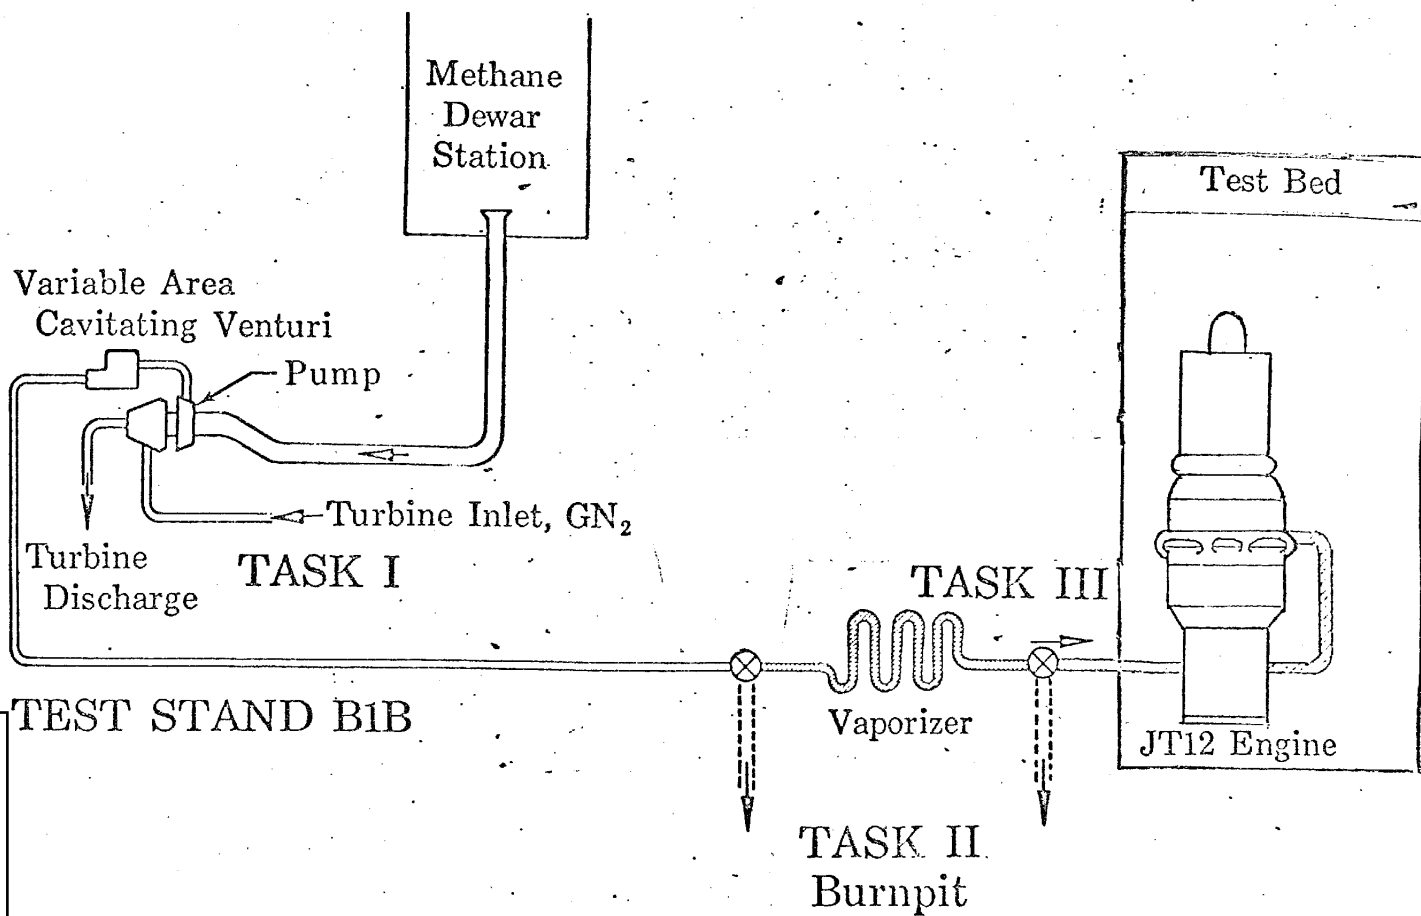 Methane
Dewar
Station
Test Bed
Variable Area
Cavitating Venturi
Pump
Turbine Inlet, GN₂
Turbine
Discharge
TASK I
TASK III
TEST STAND B1B
Vaporizer
JT12 Engine
TASK II
Burnpit